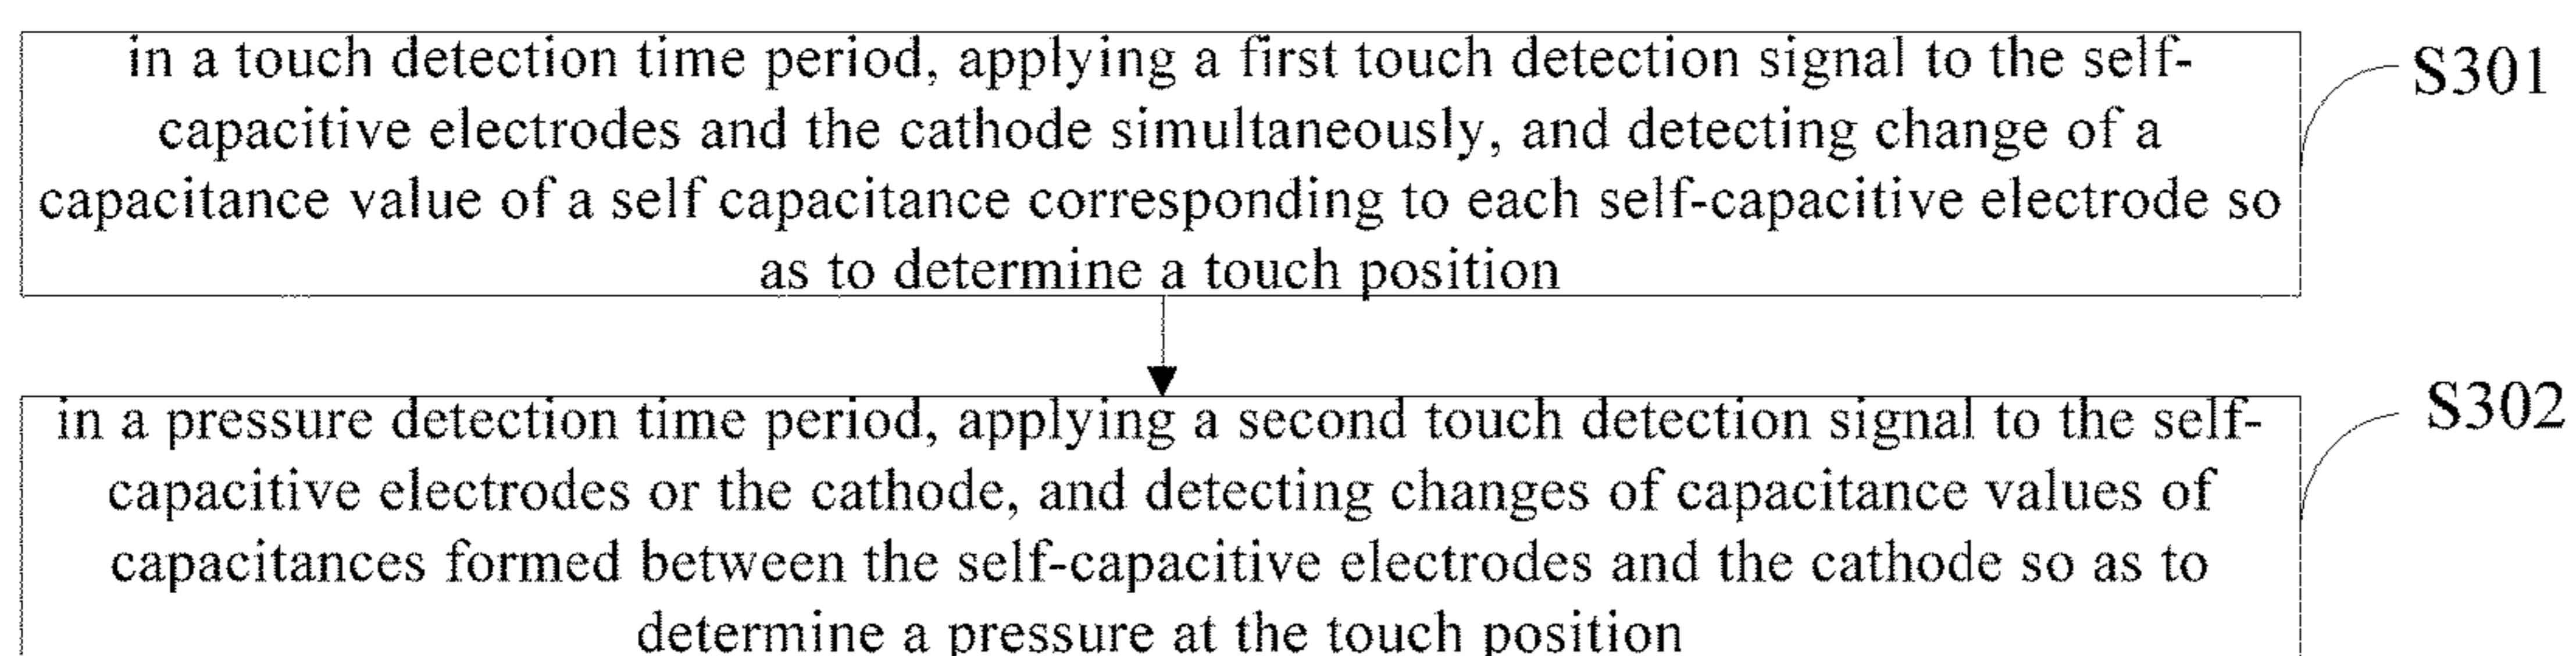 in a touch detection time period, applying a first touch detection signal to the self-
capacitive electrodes and the cathode simultaneously, and detecting change of a
capacitance value of a self capacitance corresponding to each self-capacitive electrode so
as to determine a touch position
S301
in a pressure detection time period, applying a second touch detection signal to the self-
capacitive electrodes or the cathode, and detecting changes of capacitance values of
capacitances formed between the self-capacitive electrodes and the cathode so as to
determine a pressure at the touch position
S302